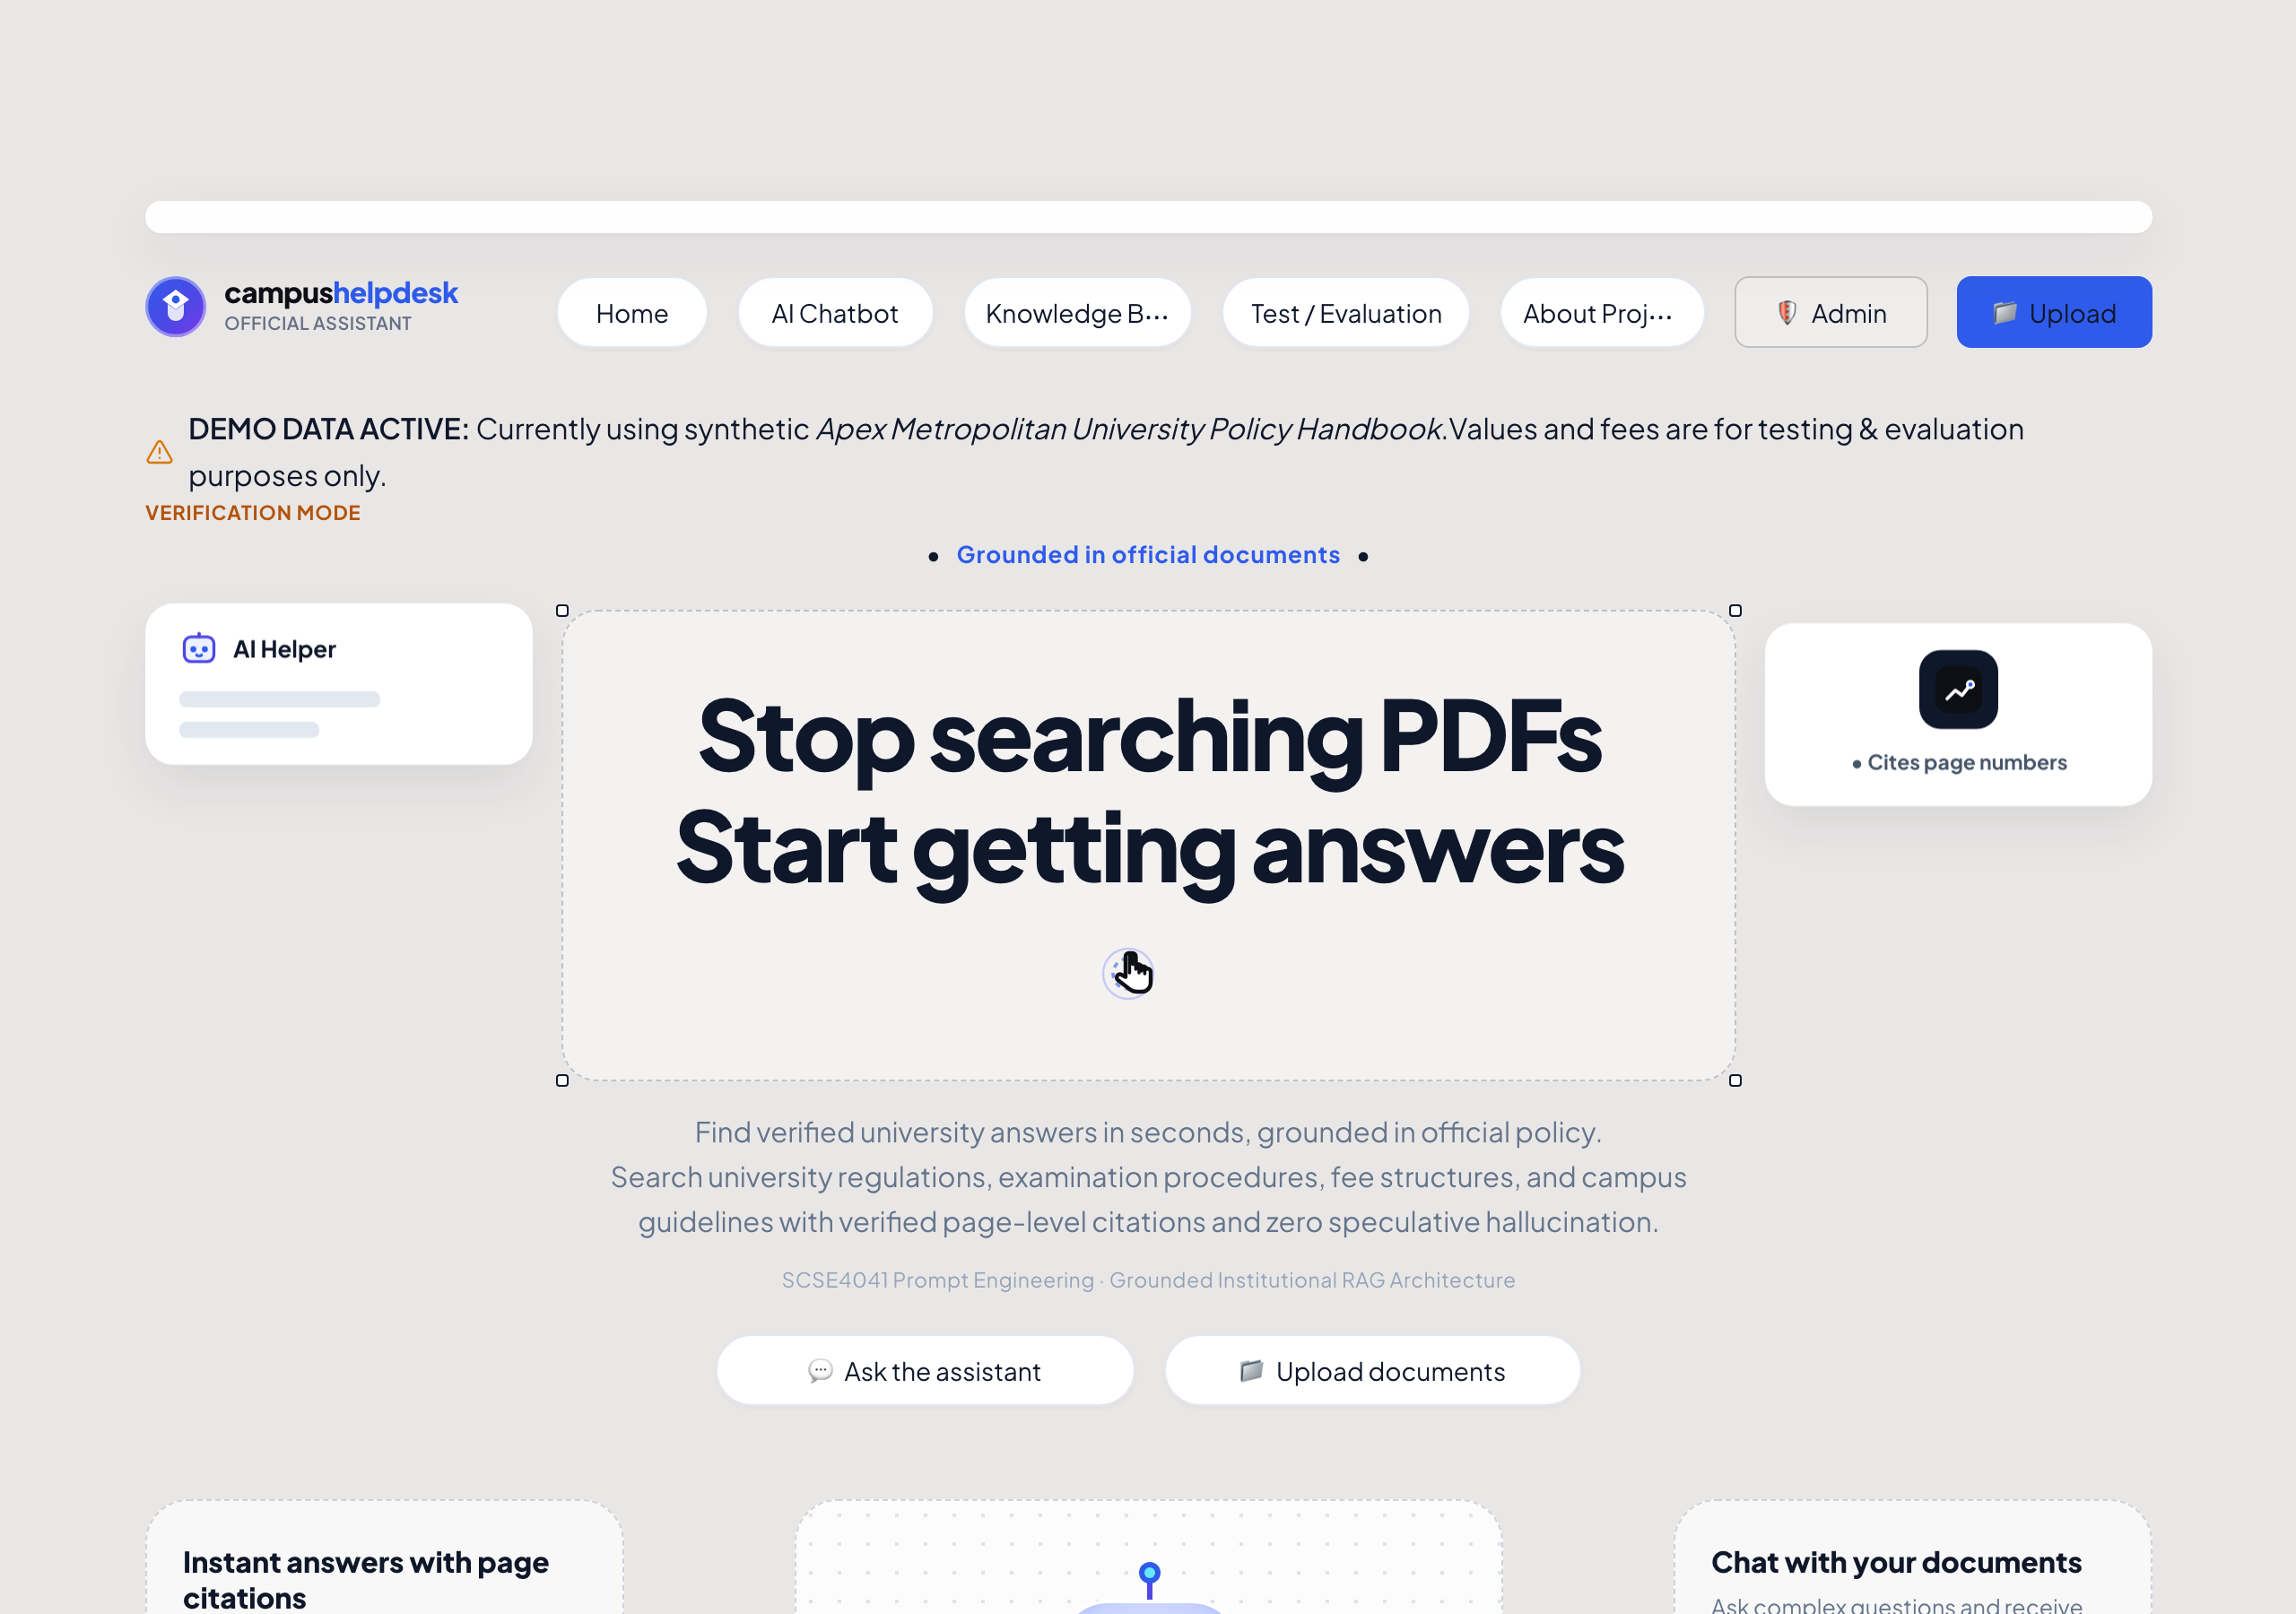 campushelpdesk
OFFICIAL ASSISTANT
Home
AI Chatbot
Knowledge B...
Test / Evaluation
About Proj...
Admin
Upload
DEMO DATA ACTIVE: Currently using synthetic Apex Metropolitan University Policy Handbook.Values and fees are for testing & evaluation
purposes only.
VERIFICATION MODE
• Grounded in official documents •
AI Helper
Stop searching PDFs
Start getting answers
• Cites page numbers
Find verified university answers in seconds, grounded in official policy.
Search university regulations, examination procedures, fee structures, and campus
guidelines with verified page-level citations and zero speculative hallucination.
SCSE4041 Prompt Engineering · Grounded Institutional RAG Architecture
Ask the assistant
Upload documents
Instant answers with page
citations
Chat with your documents
Ask complex questions and receive